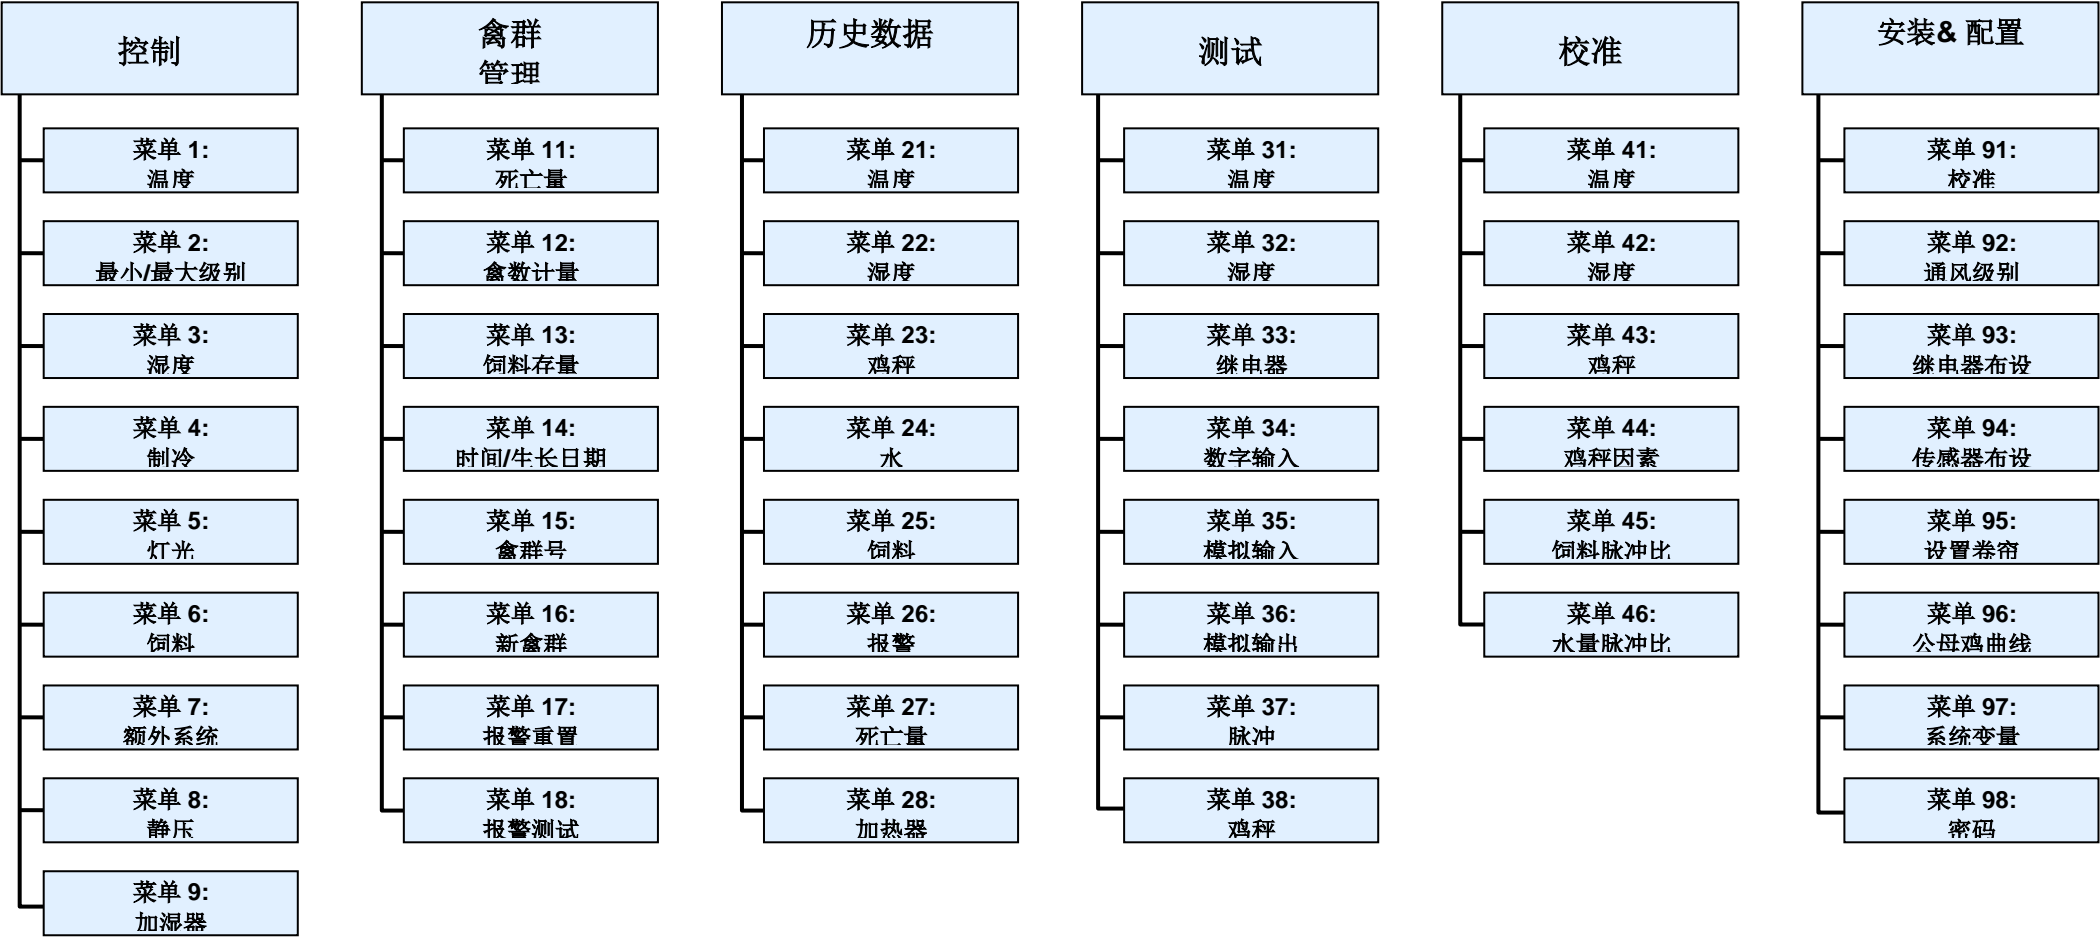 控制
菜单 1:
温度
菜单 2:
最小/最大级别
菜单 3:
湿度
菜单 4:
制冷
菜单 5:
灯光
菜单 6:
饲料
菜单 7:
额外系统
菜单 8:
静压
菜单 9:
加湿器
禽群
管理
菜单 11:
死亡量
菜单 12:
禽数计量
菜单 13:
饲料存量
菜单 14:
时间/生长日期
菜单 15:
禽群号
菜单 16:
新禽群
菜单 17:
报警重置
菜单 18:
报警测试
历史数据
菜单 21:
温度
菜单 22:
湿度
菜单 23:
鸡秤
菜单 24:
水
菜单 25:
饲料
菜单 26:
报警
菜单 27:
死亡量
菜单 28:
加热器
测试
菜单 31:
温度
菜单 32:
湿度
菜单 33:
继电器
菜单 34:
数字输入
菜单 35:
模拟输入
菜单 36:
模拟输出
菜单 37:
脉冲
菜单 38:
鸡秤
校准
菜单 41:
温度
菜单 42:
湿度
菜单 43:
鸡秤
菜单 44:
鸡秤因素
菜单 45:
饲料脉冲比
菜单 46:
水量脉冲比
安装& 配置
菜单 91:
校准
菜单 92:
通风级别
菜单 93:
继电器布设
菜单 94:
传感器布设
菜单 95:
设置卷帘
菜单 96:
公母鸡曲线
菜单 97:
系统变量
菜单 98:
密码